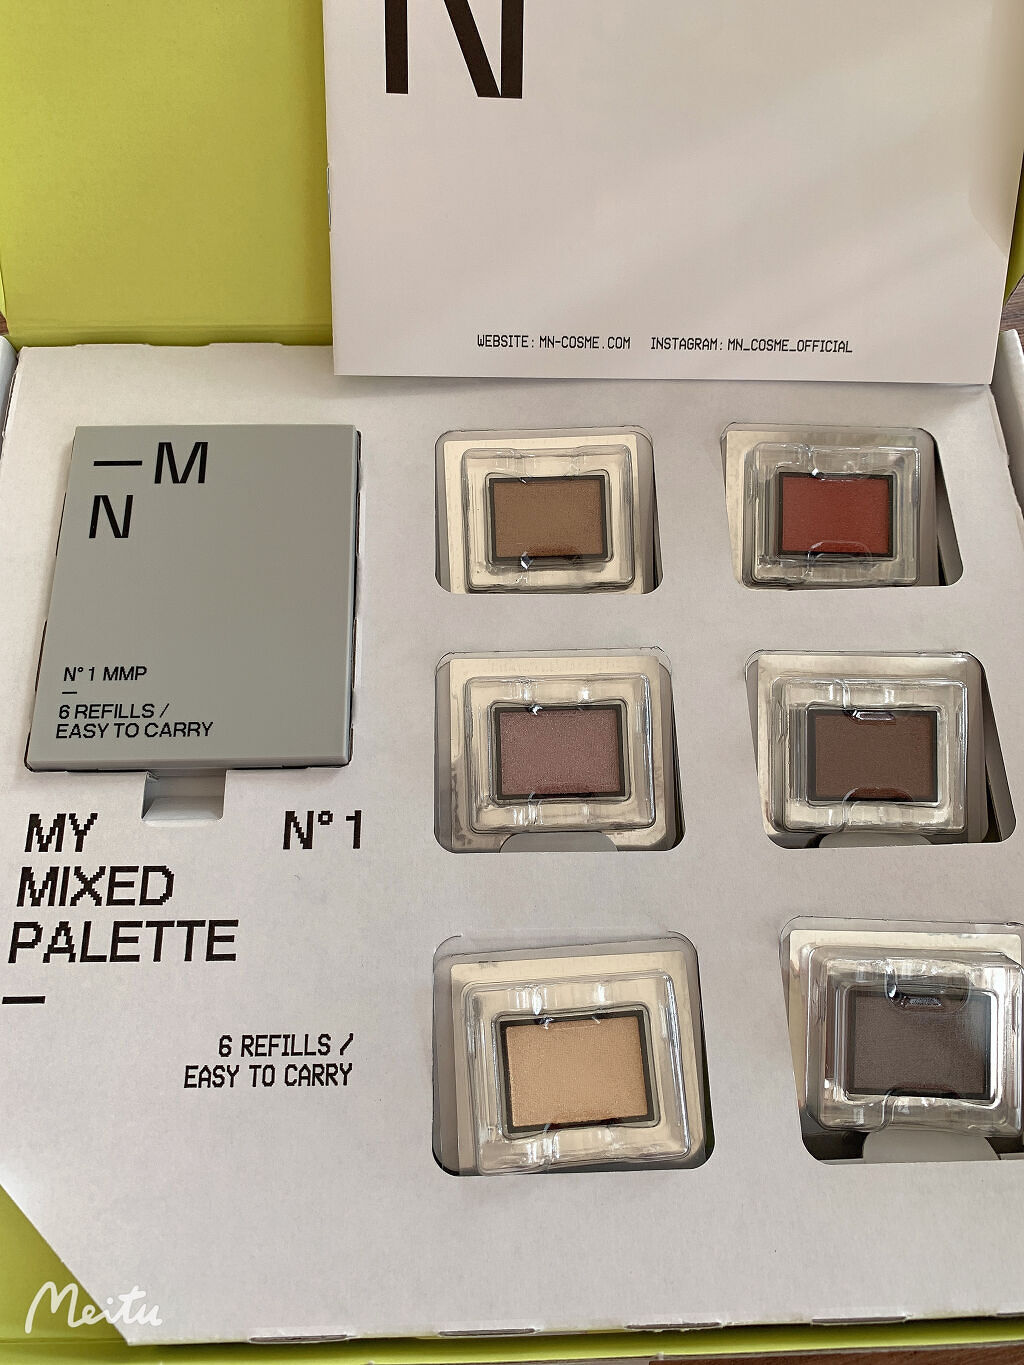 N
WEBSITE: MN-COSME.COM INSTAGRAM: MN_COSME_OFFICIAL
—M
N
N° 1 MMP
—
6 REFILLS /
EASY TO CARRY
MY N° 1
MIXED
PALETTE
—
6 REFILLS /
EASY TO CARRY
Meitu